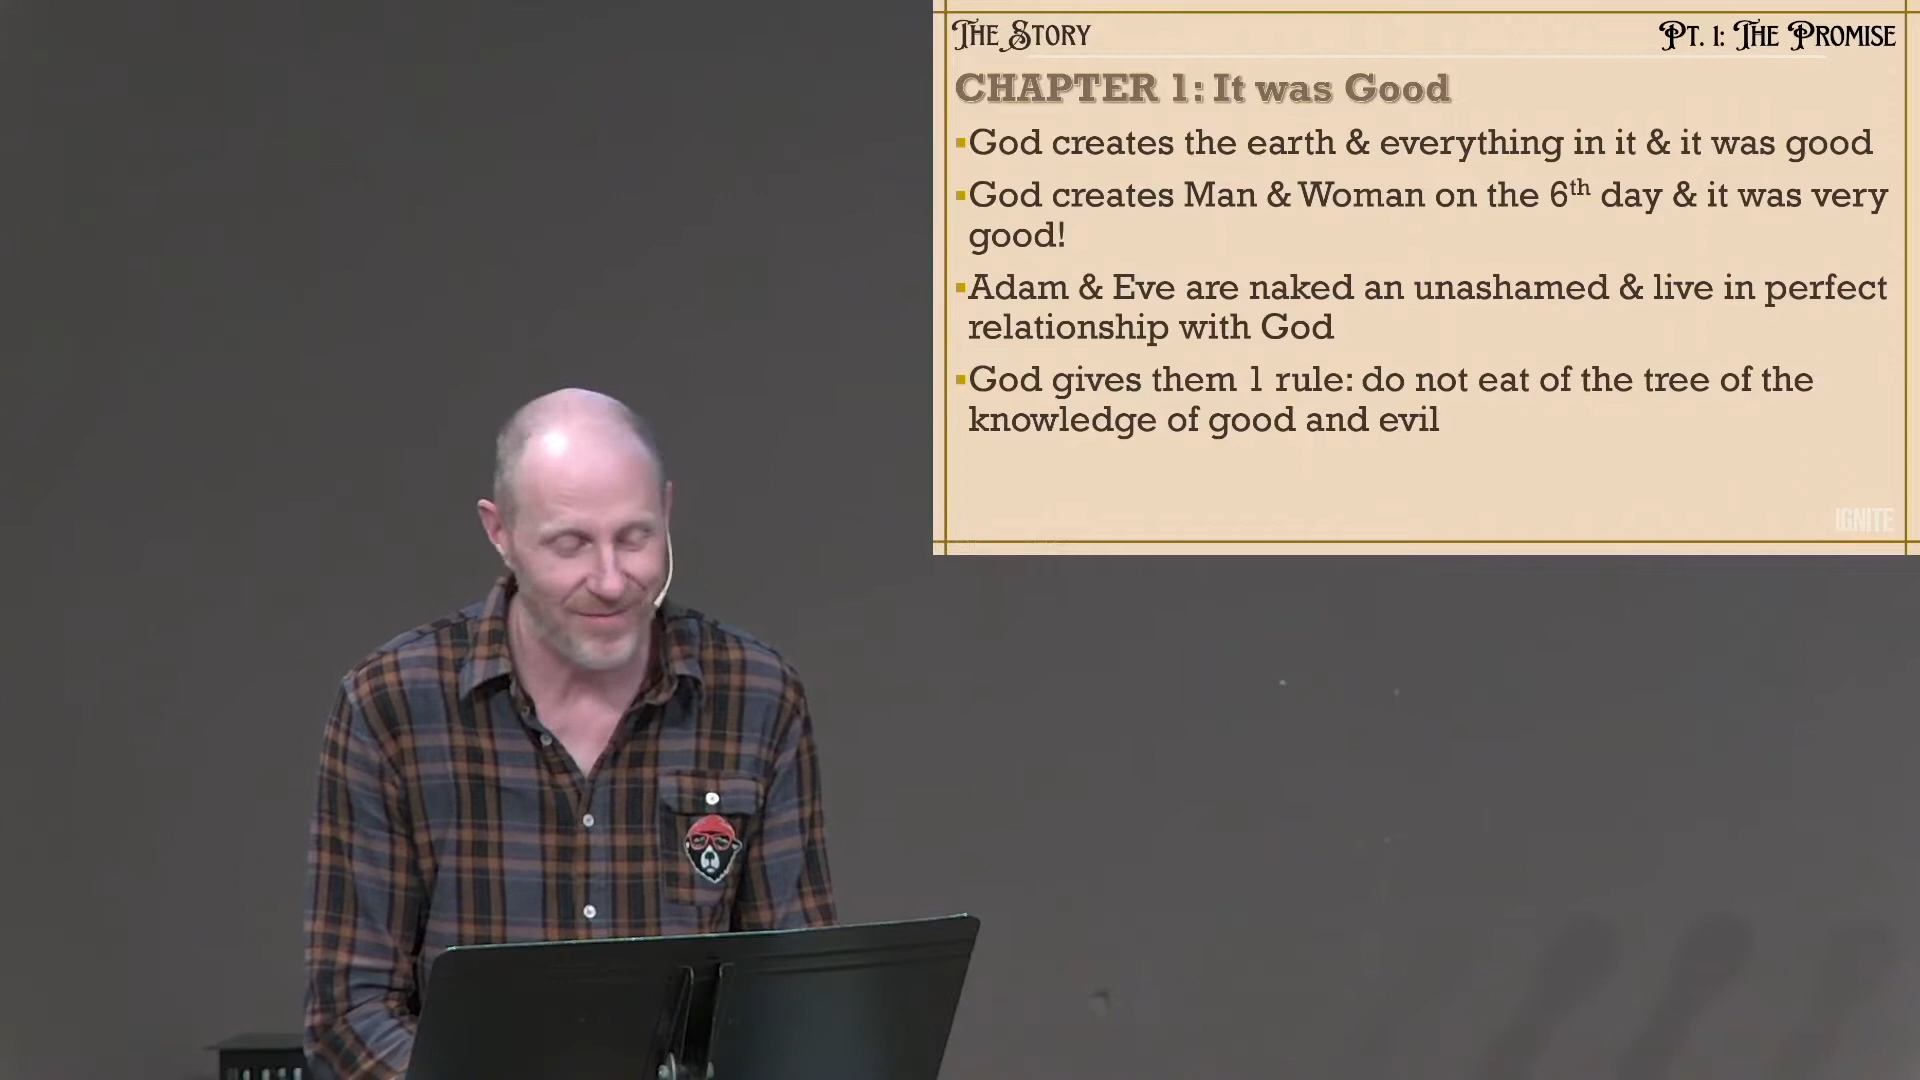 The Story
Pt. 1: The Promise
CHAPTER 1: It was Good
▪God creates the earth & everything in it & it was good
▪God creates Man & Woman on the 6th day & it was very
good!
▪Adam & Eve are naked an unashamed & live in perfect
relationship with God
▪God gives them 1 rule: do not eat of the tree of the
knowledge of good and evil
IGNITE